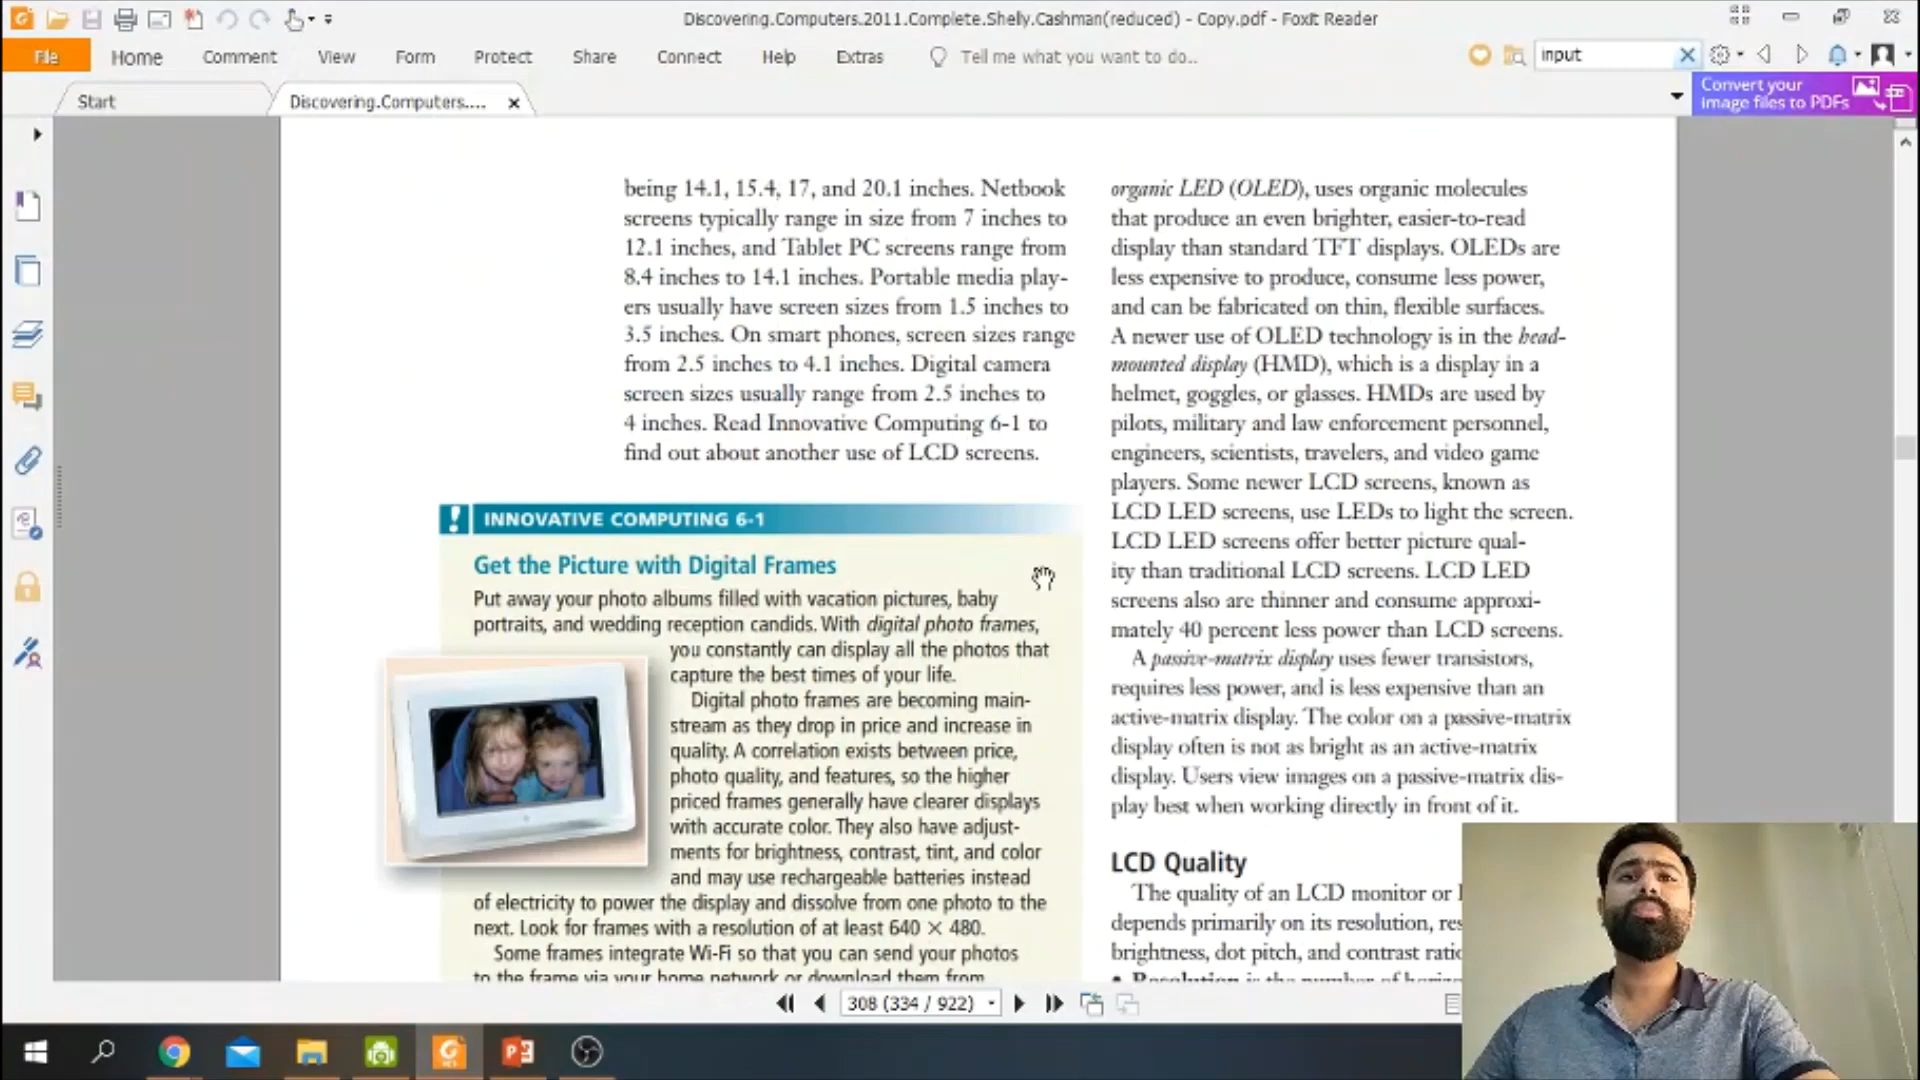 Discovering.Computers.2011.Complete.Shelly.Cashman(reduced) - Copy.pdf - Foxit Reader
File
Home
Comment
View
Form
Protect
Share
Connect
Help
Extras
Tell me what you want to do..
input
Start
Discovering.Computers....
Convert your
image files to PDFs
being 14.1, 15.4, 17, and 20.1 inches. Netbook
screens typically range in size from 7 inches to
12.1 inches, and Tablet PC screens range from
8.4 inches to 14.1 inches. Portable media play-
ers usually have screen sizes from 1.5 inches to
3.5 inches. On smart phones, screen sizes range
from 2.5 inches to 4.1 inches. Digital camera
screen sizes usually range from 2.5 inches to
4 inches. Read Innovative Computing 6-1 to
find out about another use of LCD screens.
! INNOVATIVE COMPUTING 6-1
Get the Picture with Digital Frames
Put away your photo albums filled with vacation pictures, baby
portraits, and wedding reception candids. With digital photo frames,
you constantly can display all the photos that
capture the best times of your life.
Digital photo frames are becoming main-
stream as they drop in price and increase in
quality. A correlation exists between price,
photo quality, and features, so the higher
priced frames generally have clearer displays
with accurate color. They also have adjust-
ments for brightness, contrast, tint, and color
and may use rechargeable batteries instead
of electricity to power the display and dissolve from one photo to the
next. Look for frames with a resolution of at least 640 × 480.
Some frames integrate Wi-Fi so that you can send your photos
to the frame via your home network or download them from
organic LED (OLED), uses organic molecules
that produce an even brighter, easier-to-read
display than standard TFT displays. OLEDs are
less expensive to produce, consume less power,
and can be fabricated on thin, flexible surfaces.
A newer use of OLED technology is in the head-
mounted display (HMD), which is a display in a
helmet, goggles, or glasses. HMDs are used by
pilots, military and law enforcement personnel,
engineers, scientists, travelers, and video game
players. Some newer LCD screens, known as
LCD LED screens, use LEDs to light the screen.
LCD LED screens offer better picture qual-
ity than traditional LCD screens. LCD LED
screens also are thinner and consume approxi-
mately 40 percent less power than LCD screens.
A passive-matrix display uses fewer transistors,
requires less power, and is less expensive than an
active-matrix display. The color on a passive-matrix
display often is not as bright as an active-matrix
display. Users view images on a passive-matrix dis-
play best when working directly in front of it.
LCD Quality
The quality of an LCD monitor or
depends primarily on its resolution, res
brightness, dot pitch, and contrast rati
• Resolution is the number of
308 (334 / 922)